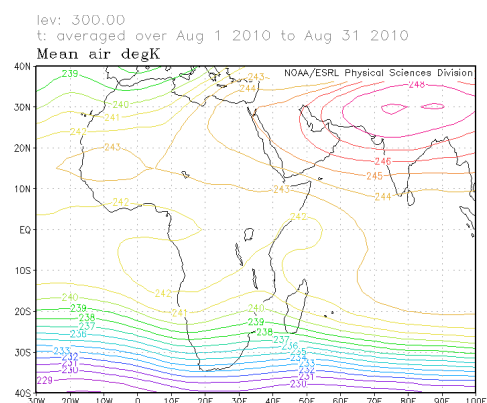 lev: 300.00
t: averaged over Aug 1 2010 to Aug 31 2010
Mean air degK
NOAA/ESRL Physical Sciences Division
40N
239
243
244
248
240
30N
241
242
243
246
20N
245
244
243
10N
242
242
EQ
10S
242
240
241
240
20S
239
238
239
238
237
237
236
236
30S
235
233
232
233
231
232
230
231
229
230
40S
30W 20W 10W 0 10E 20E 30E 40E 50E 60E 70E 80E 90E 100E